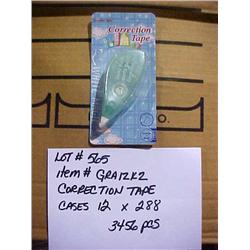 Correction
Tape
LOT # 565
item # GRA12K2
CORRECTION TAPE
CASES 12 x 288
3456 PCS